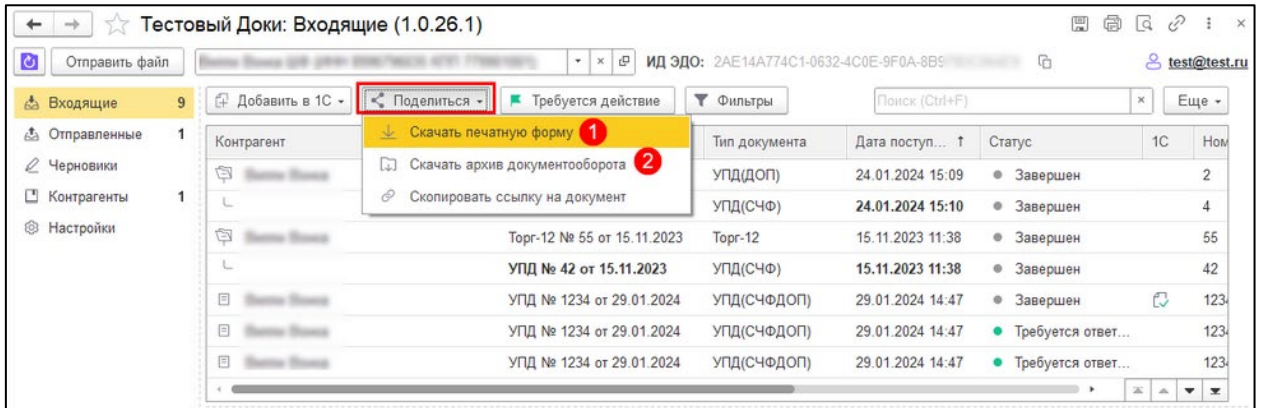 Тестовый Доки: Входящие (1.0.26.1)
Отправить файл
ИД ЭДО: 2AE14A774C1-0632-4C0E-9F0A-8B9
test@test.ru
Входящие 9
Отправленные 1
Черновики
Контрагенты 1
Настройки
Добавить в 1С
Поделиться
Требуется действие
Фильтры
Поиск (Ctrl+F)
Еще
Скачать печатную форму 1
Скачать архив документооборота 2
Скопировать ссылку на документ
Контрагент Тип документа Дата поступ... ↑ Статус 1С Ном
УПД(ДОП) 24.01.2024 15:09 Завершен 2
УПД(СЧФ) 24.01.2024 15:10 Завершен 4
Торг-12 № 55 от 15.11.2023 Торг-12 15.11.2023 11:38 Завершен 55
УПД № 42 от 15.11.2023 УПД(СЧФ) 15.11.2023 11:38 Завершен 42
УПД № 1234 от 29.01.2024 УПД(СЧФДОП) 29.01.2024 14:47 Завершен 123
УПД № 1234 от 29.01.2024 УПД(СЧФДОП) 29.01.2024 14:47 Требуется ответ... 123
УПД № 1234 от 29.01.2024 УПД(СЧФДОП) 29.01.2024 14:47 Требуется ответ... 123